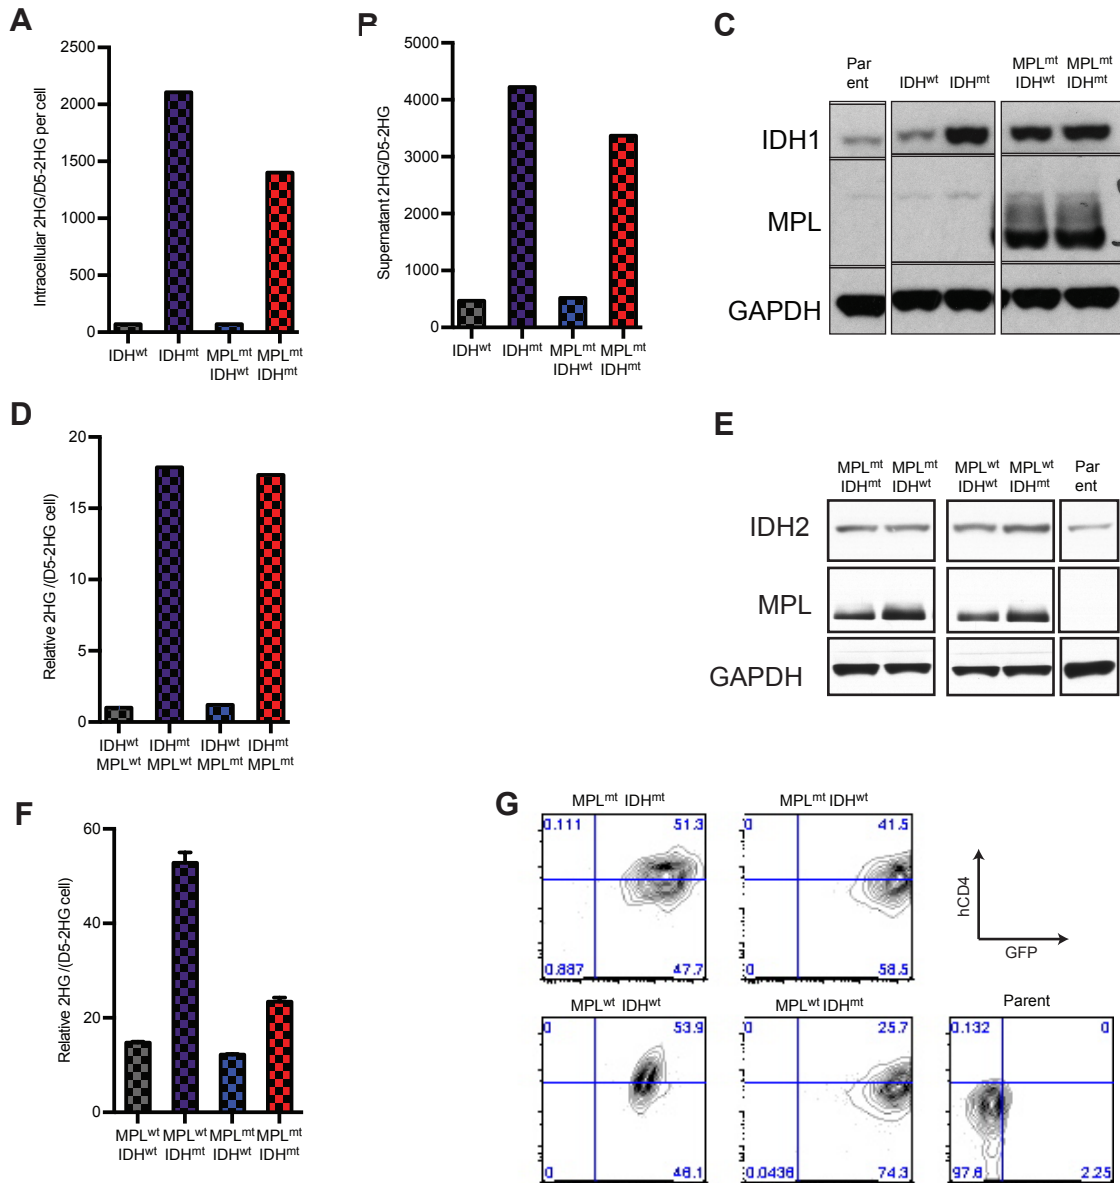 A
Intracellular 2HG/D5-2HG per cell
2500
2000
1500
1000
500
0
IDHwt
IDHmt
MPLmt
IDHwt
MPLmt
IDHmt
Supernatant 2HG/D5-2HG
5000
4000
3000
2000
1000
0
IDHwt
IDHmt
MPLmt
IDHwt
MPLmt
IDHmt
C
Par
ent
IDHwt
IDHmt
MPLmt
IDHwt
MPLmt
IDHmt
IDH1
MPL
GAPDH
D
Relative 2HG /(D5-2HG cell)
20
15
10
5
0
IDHwt
MPLwt
IDHmt
MPLwt
IDHwt
MPLmt
IDHmt
MPLmt
E
MPLmt
IDHmt
MPLmt
IDHwt
MPLwt
IDHwt
MPLwt
IDHmt
Par
ent
IDH2
MPL
GAPDH
F
Relative 2HG /(D5-2HG cell)
60
40
20
0
MPLwt
IDHwt
MPLwt
IDHmt
MPLmt
IDHwt
MPLmt
IDHmt
G
MPLmt IDHmt
0.111 51.3
0.887 47.7
MPLmt IDHwt
0 41.5
0 58.5
hCD4
GFP
MPLwt IDHwt
0 53.9
0 46.1
MPLwt IDHmt
0 25.7
0.0436 74.3
Parent
0.132 0
97.6 2.25